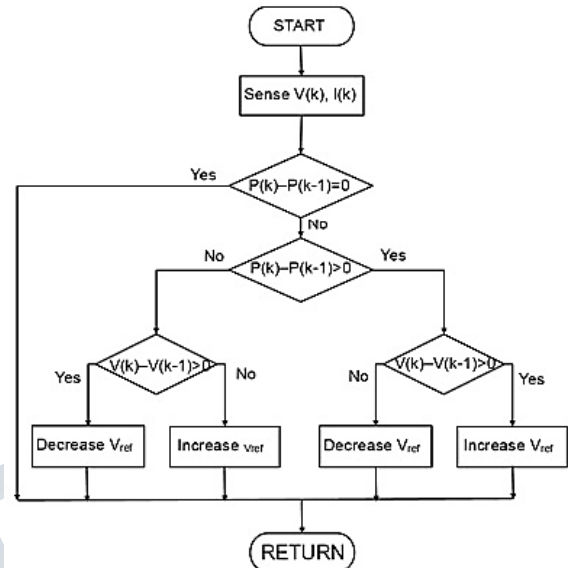 START
Sense V(k), I(k)
Yes
P(k)–P(k-1)=0
No
No
P(k)–P(k-1)>0
Yes
V(k)–V(k-1)>0
V(k)–V(k-1)>0
Yes
No
No
Yes
Decrease Vref
Increase vref
Decrease Vref
Increase Vref
RETURN